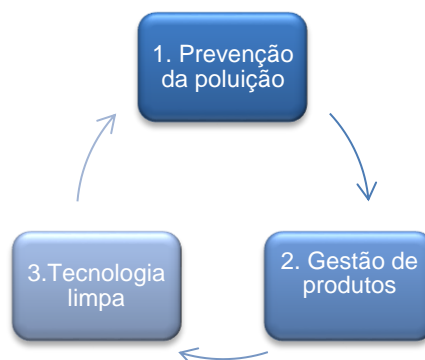 1. Prevenção
da poluição
2. Gestão de
produtos
3.Tecnologia
limpa